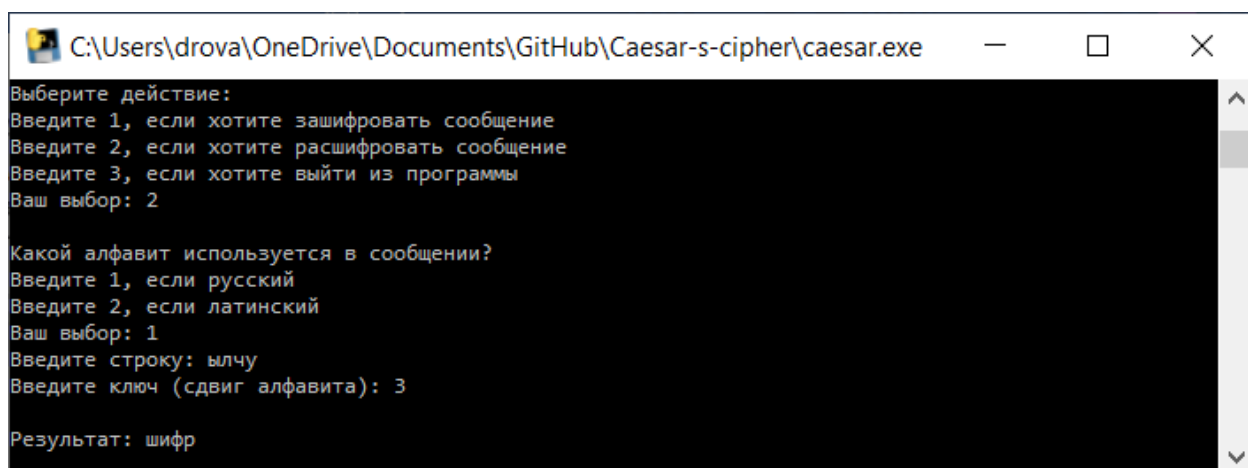 C:\Users\drova\OneDrive\Documents\GitHub\Caesar-s-cipher\caesar.exe
Выберите действие:
Введите 1, если хотите зашифровать сообщение
Введите 2, если хотите расшифровать сообщение
Введите 3, если хотите выйти из программы
Ваш выбор: 2
Какой алфавит используется в сообщении?
Введите 1, если русский
Введите 2, если латинский
Ваш выбор: 1
Введите строку: ылчу
Введите ключ (сдвиг алфавита): 3
Результат: шифр